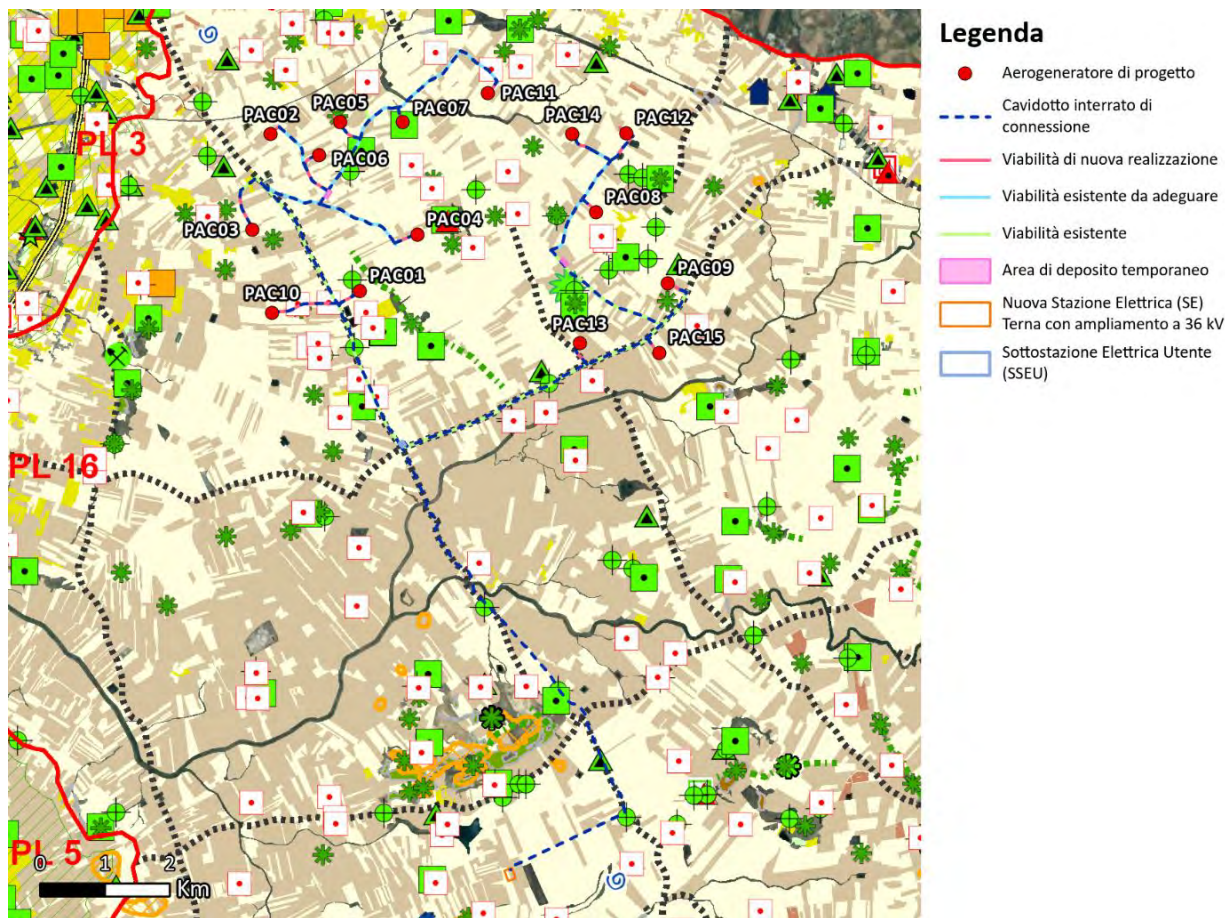 Legenda
Aerogeneratore di progetto
Cavidotto interrato di
connessione
Viabilità di nuova realizzazione
Viabilità esistente da adeguare
Viabilità esistente
Area di deposito temporaneo
Nuova Stazione Elettrica (SE)
Terna con ampliamento a 36 kV
Sottostazione Elettrica Utente
(SSEU)
PAC11
PAC02
PAC05
PAC07
PAC14
PAC12
PL 3
PAC06
PAC08
PAC03
PAC04
PAC09
PAC01
PAC10
PAC13
PAC15
PL 16
PL 5
0 1 2
Km